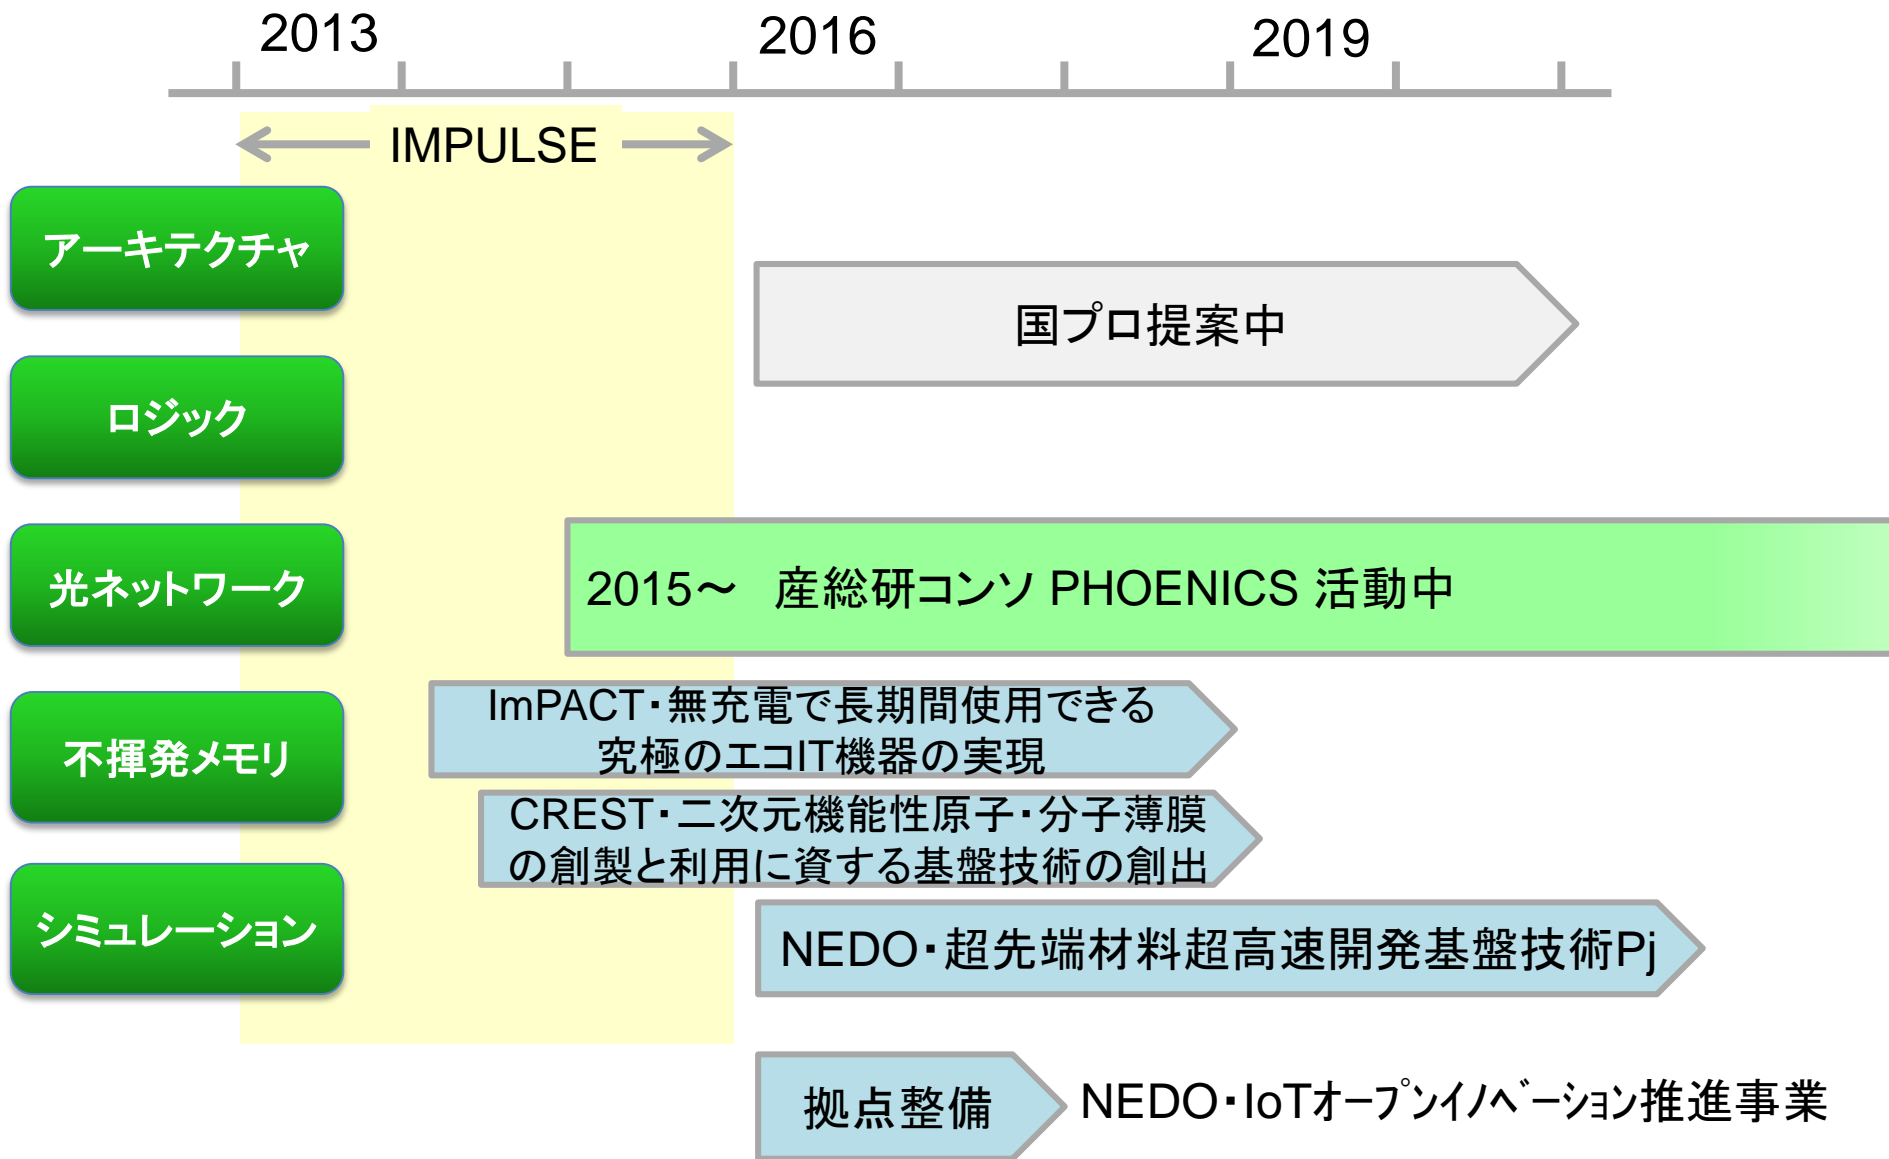 2013
2016
2019
IMPULSE
アーキテクチャ
国プロ提案中
ロジック
光ネットワーク
2015～　産総研コンソ PHOENICS 活動中
不揮発メモリ
ImPACT・無充電で長期間使用できる
究極のエコIT機器の実現
CREST・二次元機能性原子・分子薄膜
の創製と利用に資する基盤技術の創出
シミュレーション
NEDO・超先端材料超高速開発基盤技術Pj
拠点整備
NEDO・IoTｵｰﾌﾟﾝｲﾉﾍﾞｰｼｮﾝ推進事業